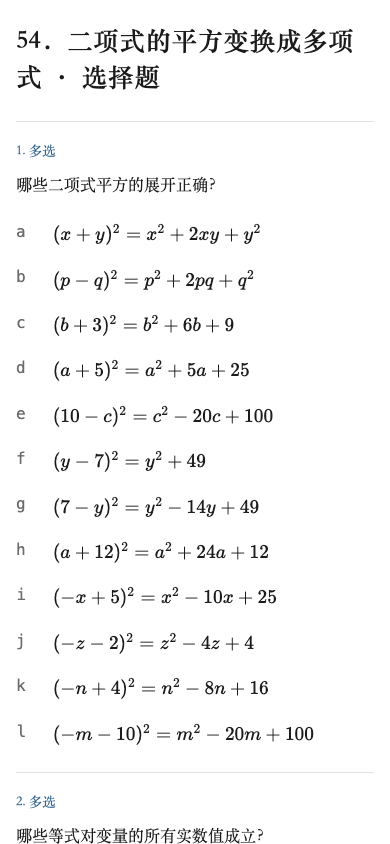 54. 二项式的平方变换成多项
式 · 选择题
1. 多选
哪些二项式平方的展开正确?
a (x + y)² = x² + 2xy + y²
b (p − q)² = p² + 2pq + q²
c (b + 3)² = b² + 6b + 9
d (a + 5)² = a² + 5a + 25
e (10 − c)² = c² − 20c + 100
f (y − 7)² = y² + 49
g (7 − y)² = y² − 14y + 49
h (a + 12)² = a² + 24a + 12
i (−x + 5)² = x² − 10x + 25
j (−z − 2)² = z² − 4z + 4
k (−n + 4)² = n² − 8n + 16
l (−m − 10)² = m² − 20m + 100
2. 多选
哪些等式对变量的所有实数值成立?